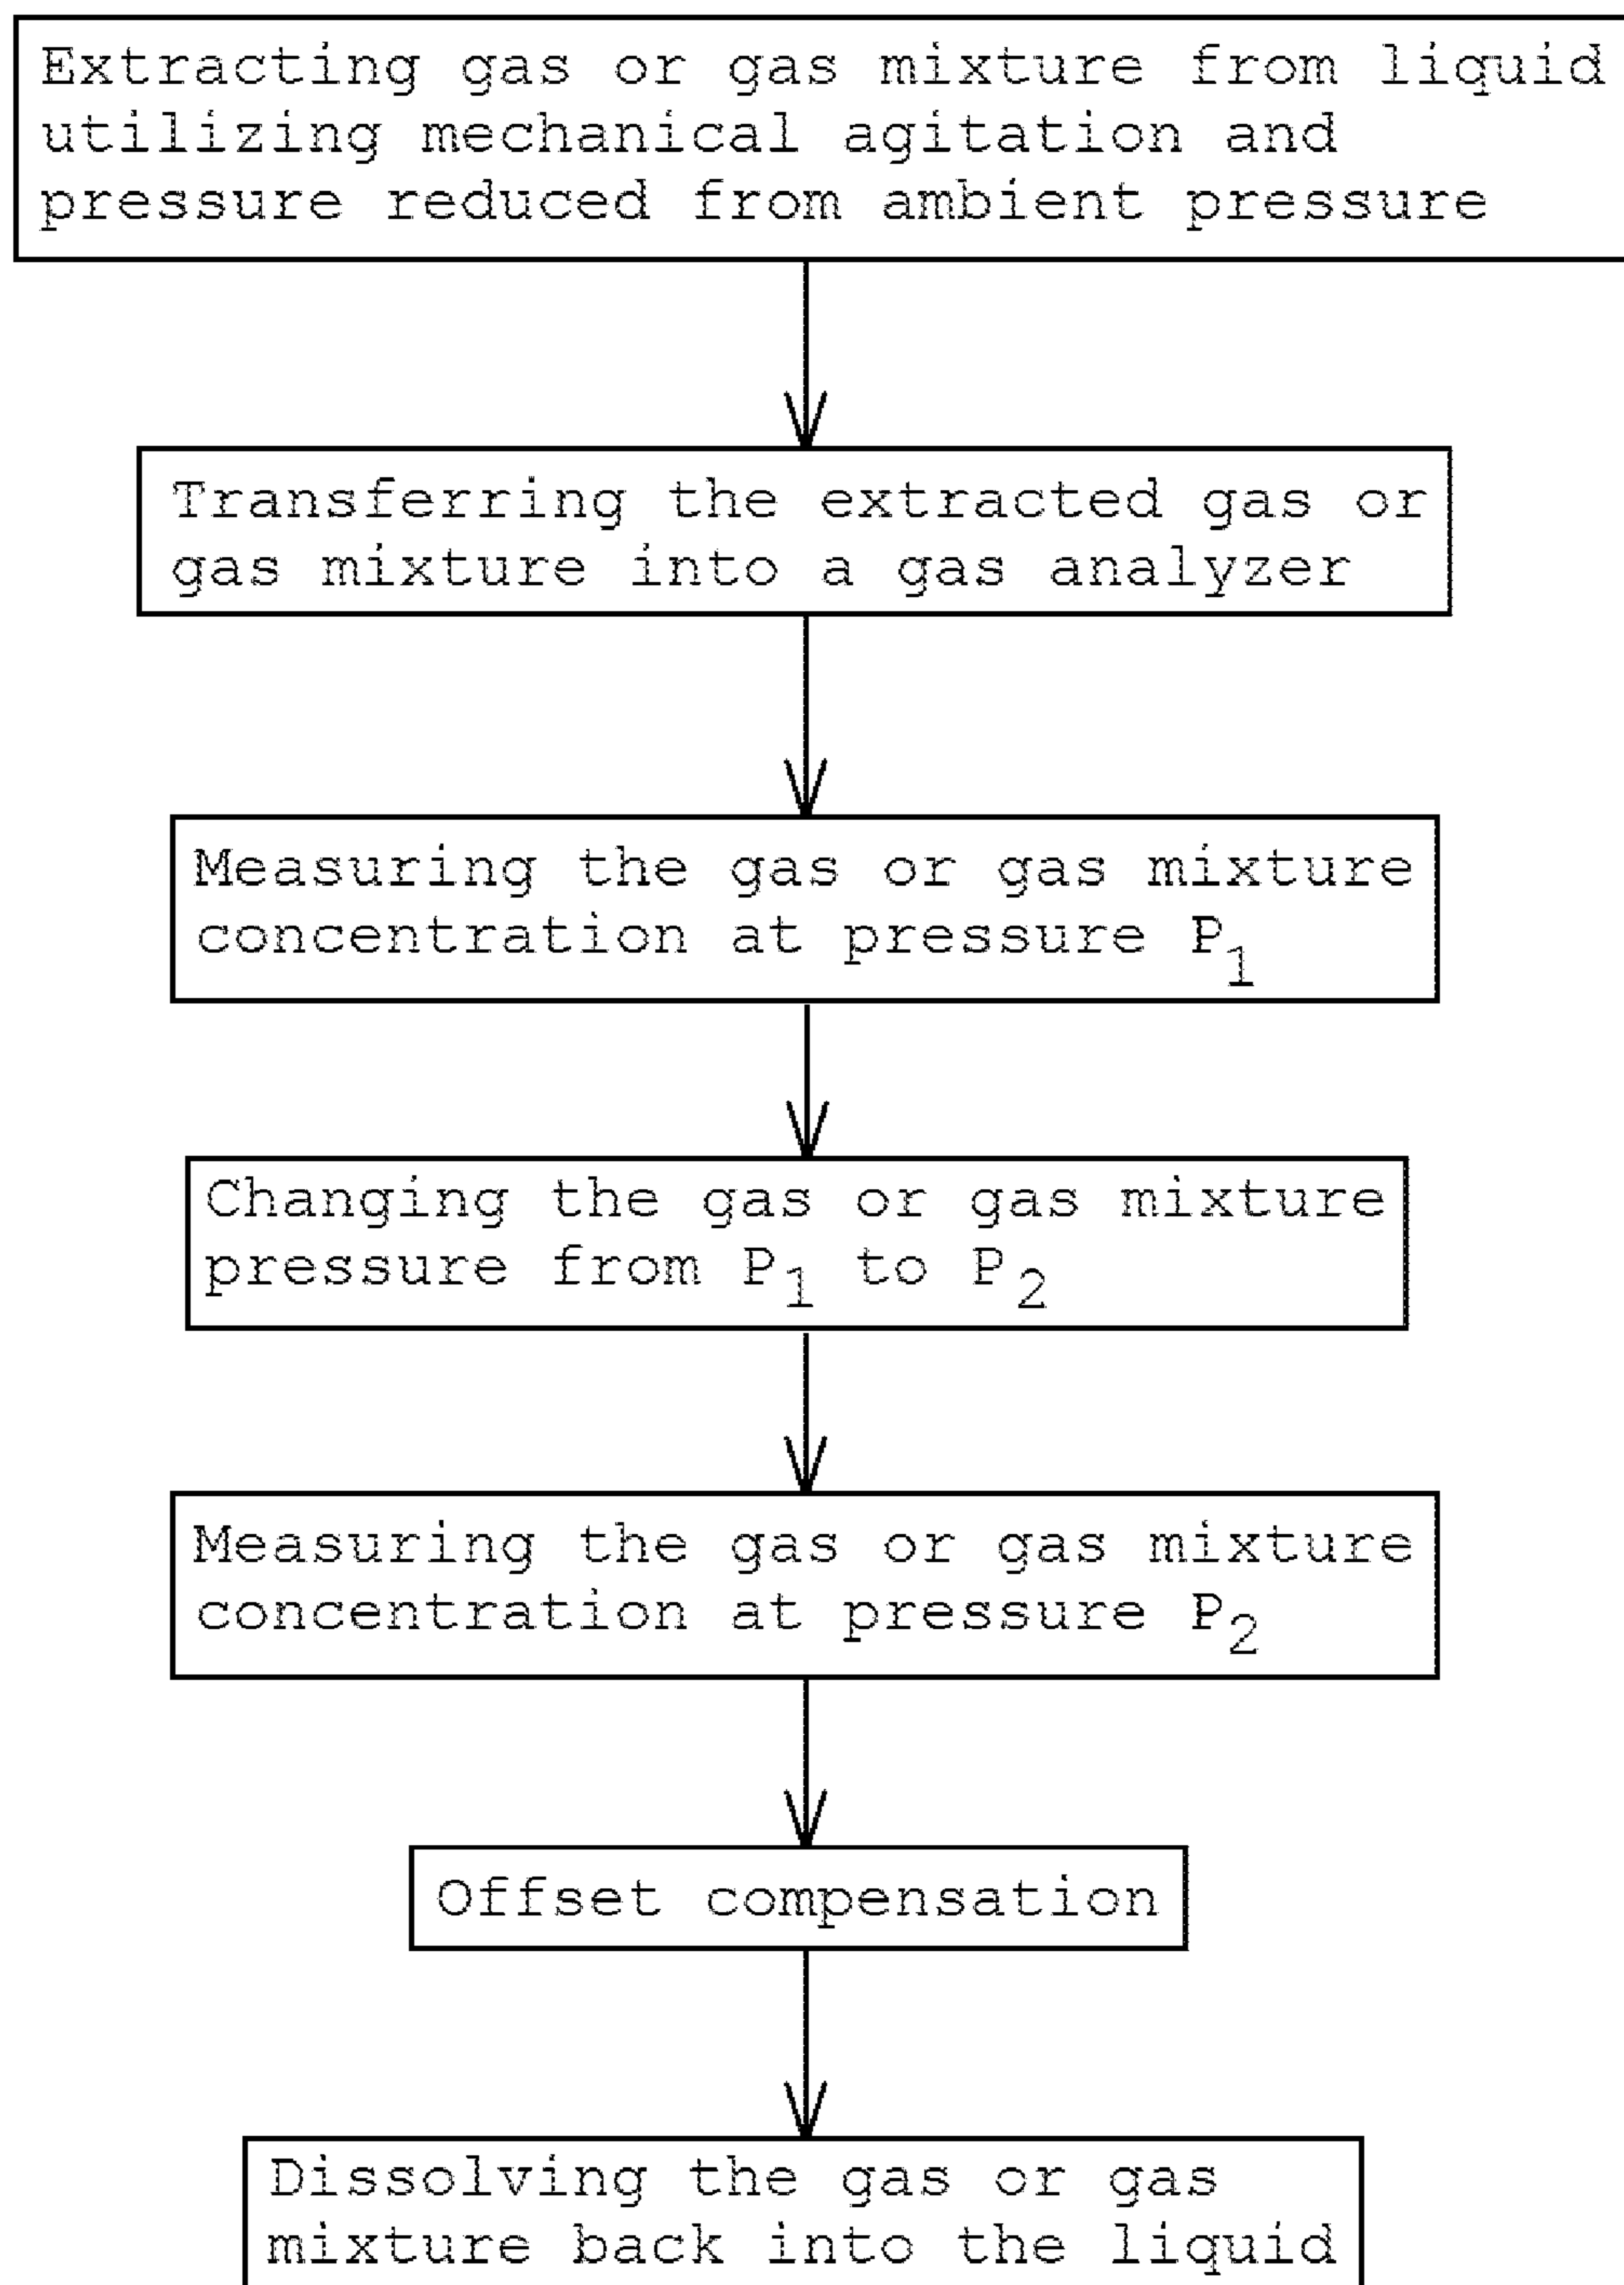 Extracting gas or gas mixture from liquid
utilizing mechanical agitation and
pressure reduced from ambient pressure
Transferring the extracted gas or
gas mixture into a gas analyzer
Measuring the gas or gas mixture
concentration at pressure P₁
Changing the gas or gas mixture
pressure from P₁ to P₂
Measuring the gas or gas mixture
concentration at pressure P₂
Offset compensation
Dissolving the gas or gas
mixture back into the liquid